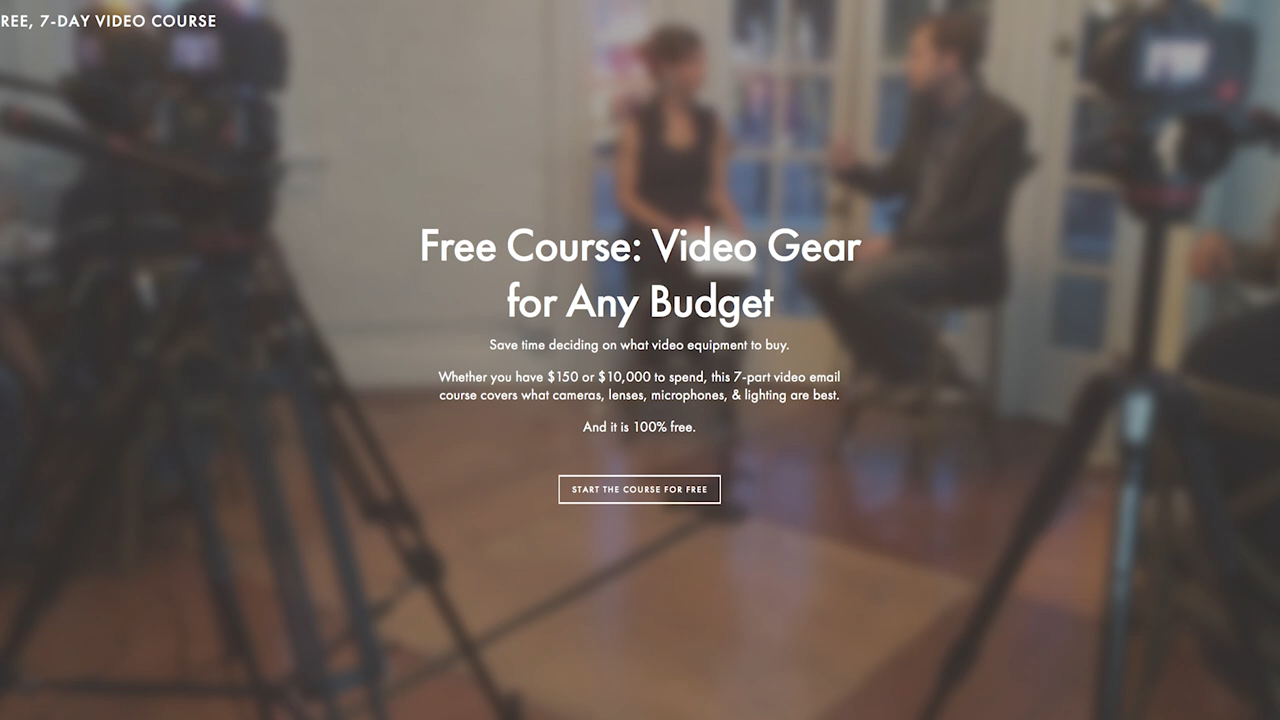 REE, 7-DAY VIDEO COURSE
Free Course: Video Gear
for Any Budget
Save time deciding on what video equipment to buy.
Whether you have $150 or $10,000 to spend, this 7-part video email
course covers what cameras, lenses, microphones, & lighting are best.
And it is 100% free.
START THE COURSE FOR FREE